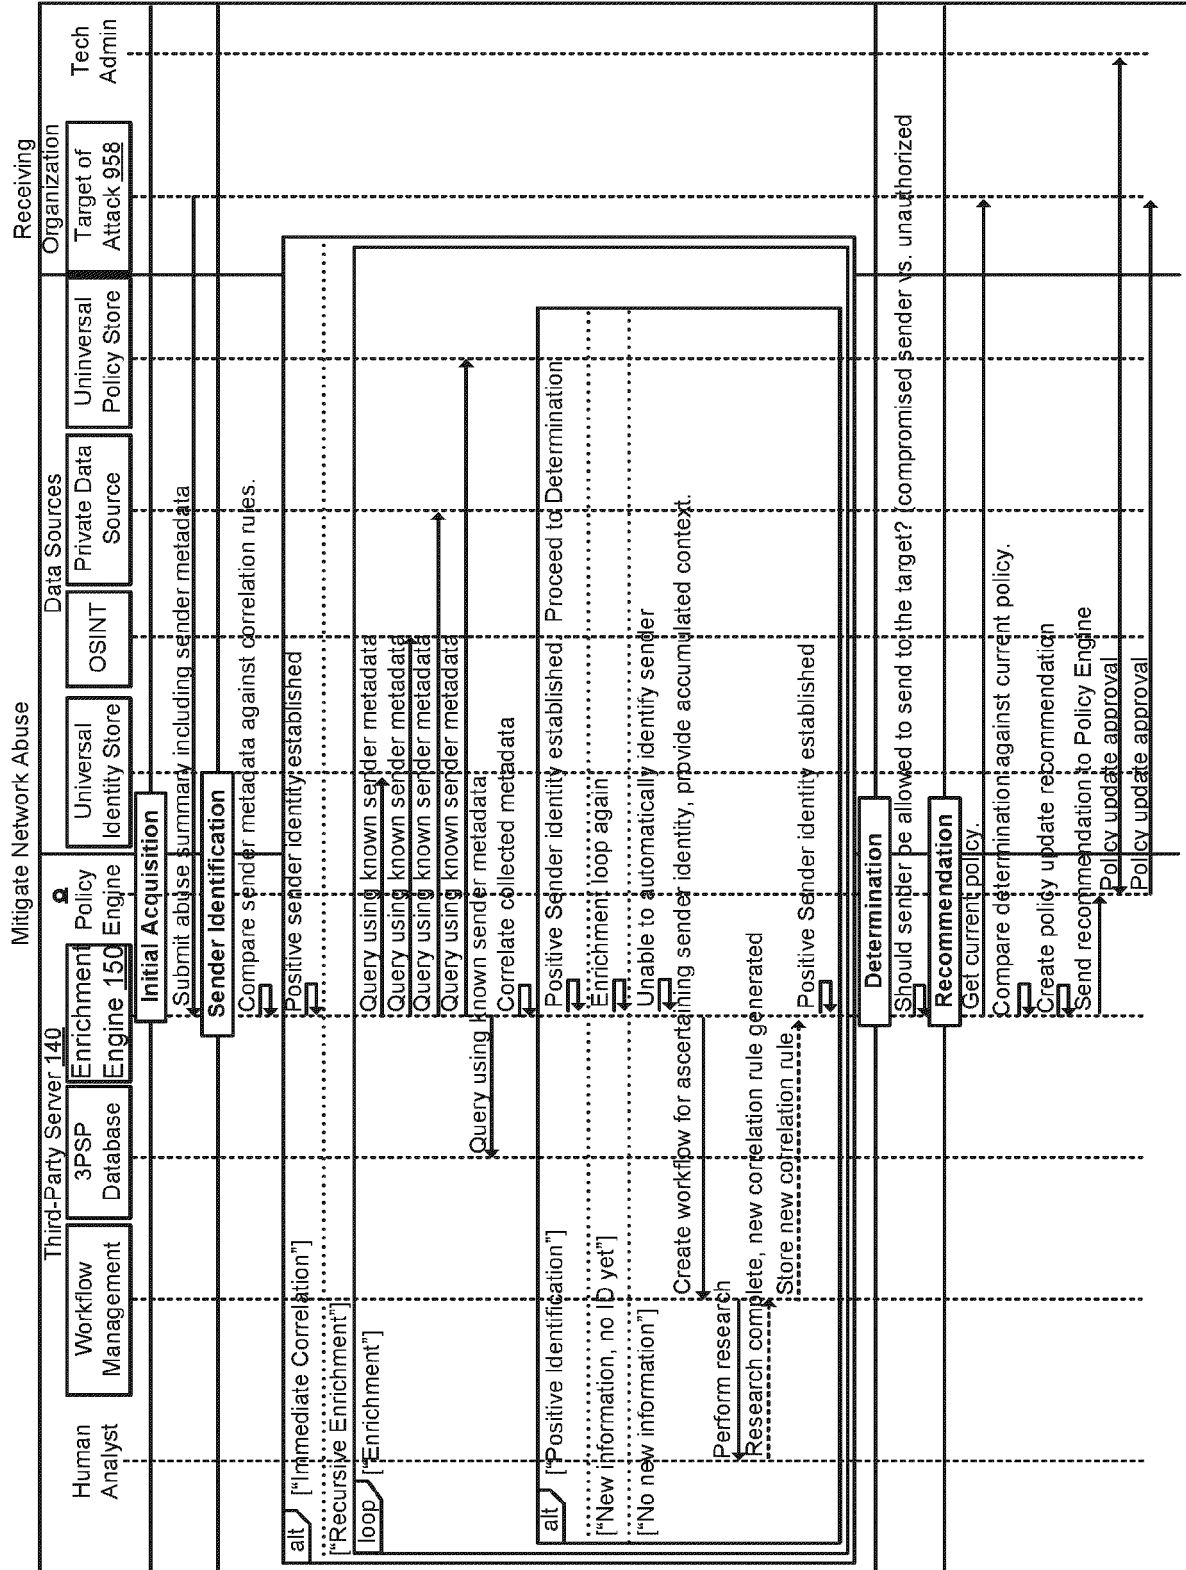 Mitigate Network Abuse
Third-Party Server 140
Data Sources
Receiving
Organization
Human
Analyst
Workflow
Management
3PSP
Database
Enrichment
Engine 150
Policy
Engine
Universal
Identity Store
OSINT
Private Data
Source
Uninversal
Policy Store
Target of
Attack 958
Tech
Admin
Initial Acquisition
Submit abuse summary including sender metadata
Sender Identification
Compare sender metadata against correlation rules.
alt
["Immediate Correlation"]
Positive sender identity established
["Recursive Enrichment"]
loop
["Enrichment"]
Query using known sender metadata
Query using known sender metadata
Query using known sender metadata
Query using known sender metadata
Query using known sender metadata
Correlate collected metadata
alt
["Positive Identification"]
Positive Sender identity established. Proceed to Determination
["New information, no ID yet"]
Enrichment loop again
["No new information"]
Unable to automatically identify sender
Create workflow for ascertaining sender identity, provide accumulated context.
Perform research
Research complete, new correlation rule generated
Store new correlation rule
Positive Sender identity established
Determination
Should sender be allowed to send to the target? (compromised sender vs. unauthorized
Recommendation
Get current policy.
Compare determination against current policy.
Create policy update recommendation
Send recommendation to Policy Engine
Policy update approval
Policy update approval